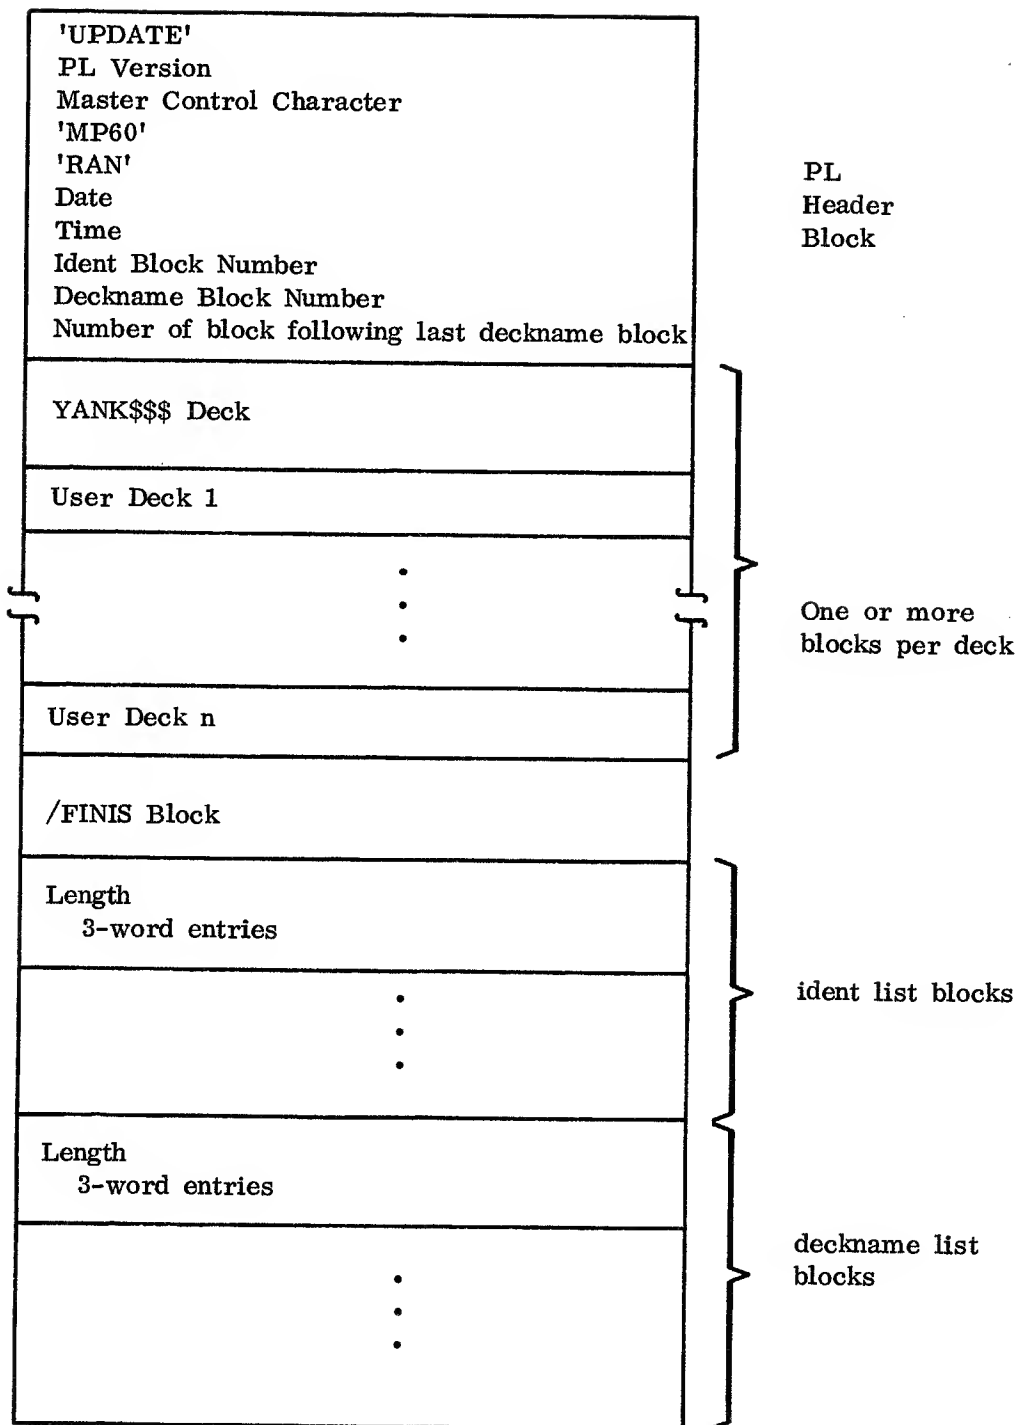 'UPDATE'
PL Version
Master Control Character
'MP60'
'RAN'
Date
Time
Ident Block Number
Deckname Block Number
Number of block following last deckname block
PL
Header
Block
YANK$$$ Deck
User Deck 1
User Deck n
One or more
blocks per deck
/FINIS Block
Length
3-word entries
ident list blocks
Length
3-word entries
deckname list
blocks